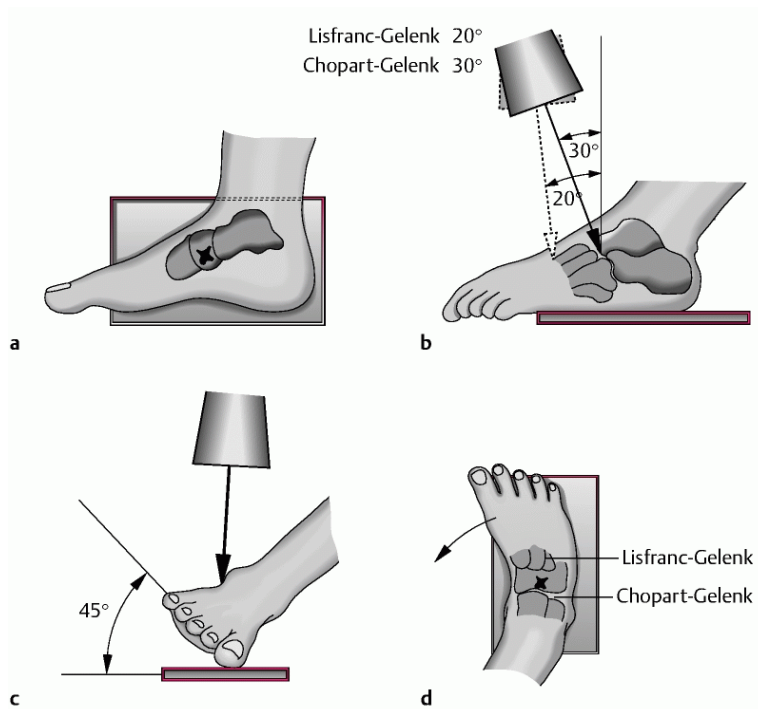 Lisfranc-Gelenk 20°
Chopart-Gelenk 30°
30°
20°
a
b
45°
Lisfranc-Gelenk
Chopart-Gelenk
c
d